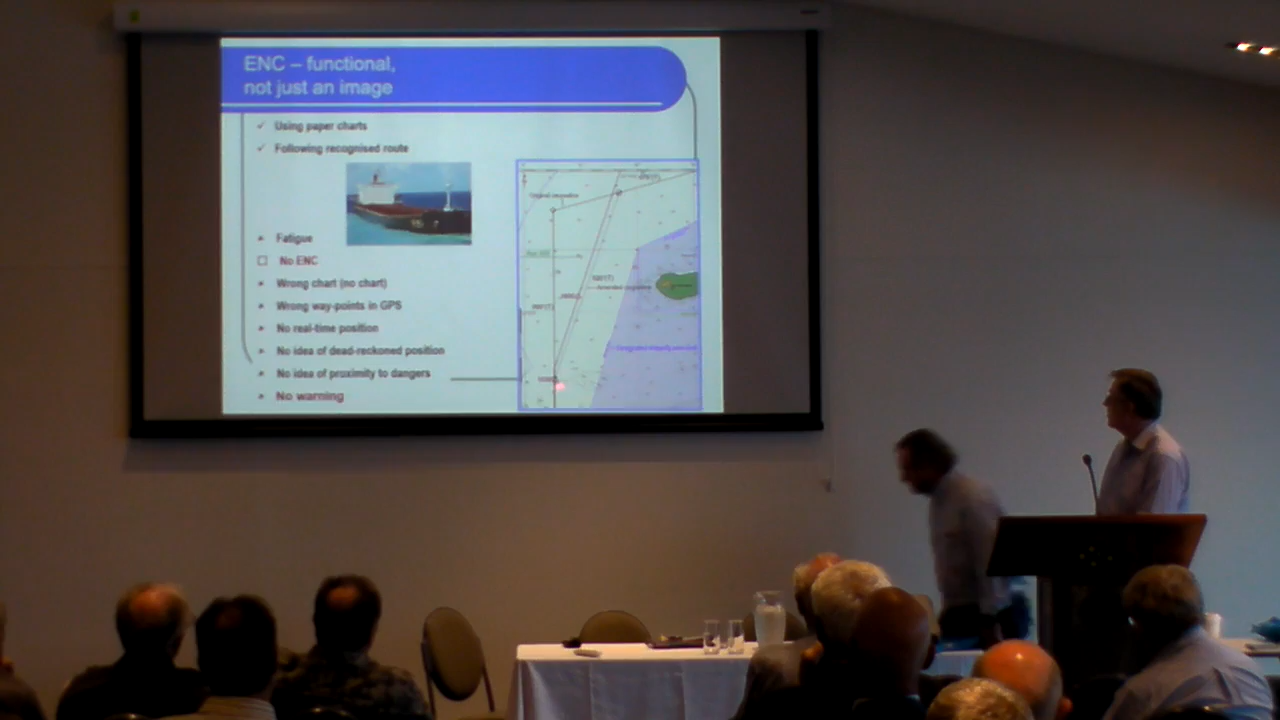 ENC – functional,
not just an image
Using paper charts
Following recognised route
Fatigue
No ENC
Wrong chart (no chart)
Wrong way-points in GPS
No real-time position
No idea of dead-reckoned position
No idea of proximity to dangers
No warning